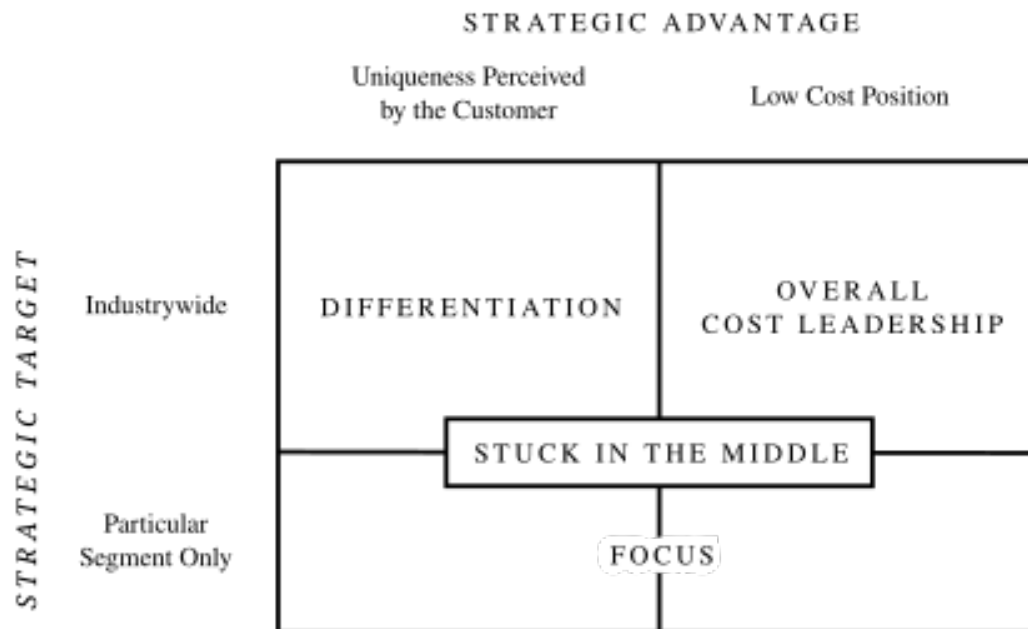 STRATEGIC ADVANTAGE
Uniqueness Perceived
by the Customer
Low Cost Position
STRATEGIC TARGET
Industrywide
DIFFERENTIATION
OVERALL
COST LEADERSHIP
STUCK IN THE MIDDLE
Particular
Segment Only
FOCUS